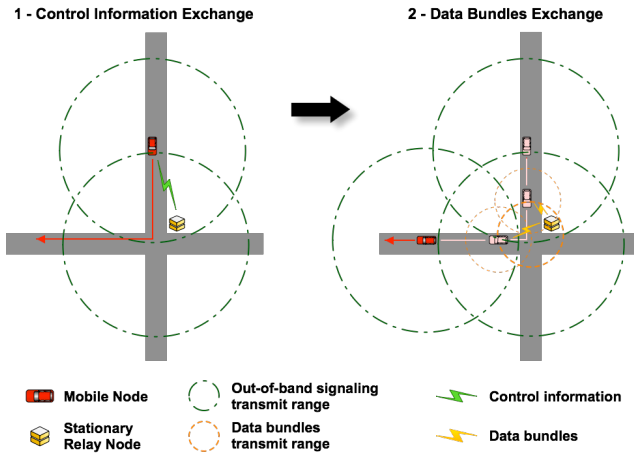 1 - Control Information Exchange
2 - Data Bundles Exchange
Mobile Node
Stationary
Relay Node
Out-of-band signaling
transmit range
Data bundles
transmit range
Control information
Data bundles